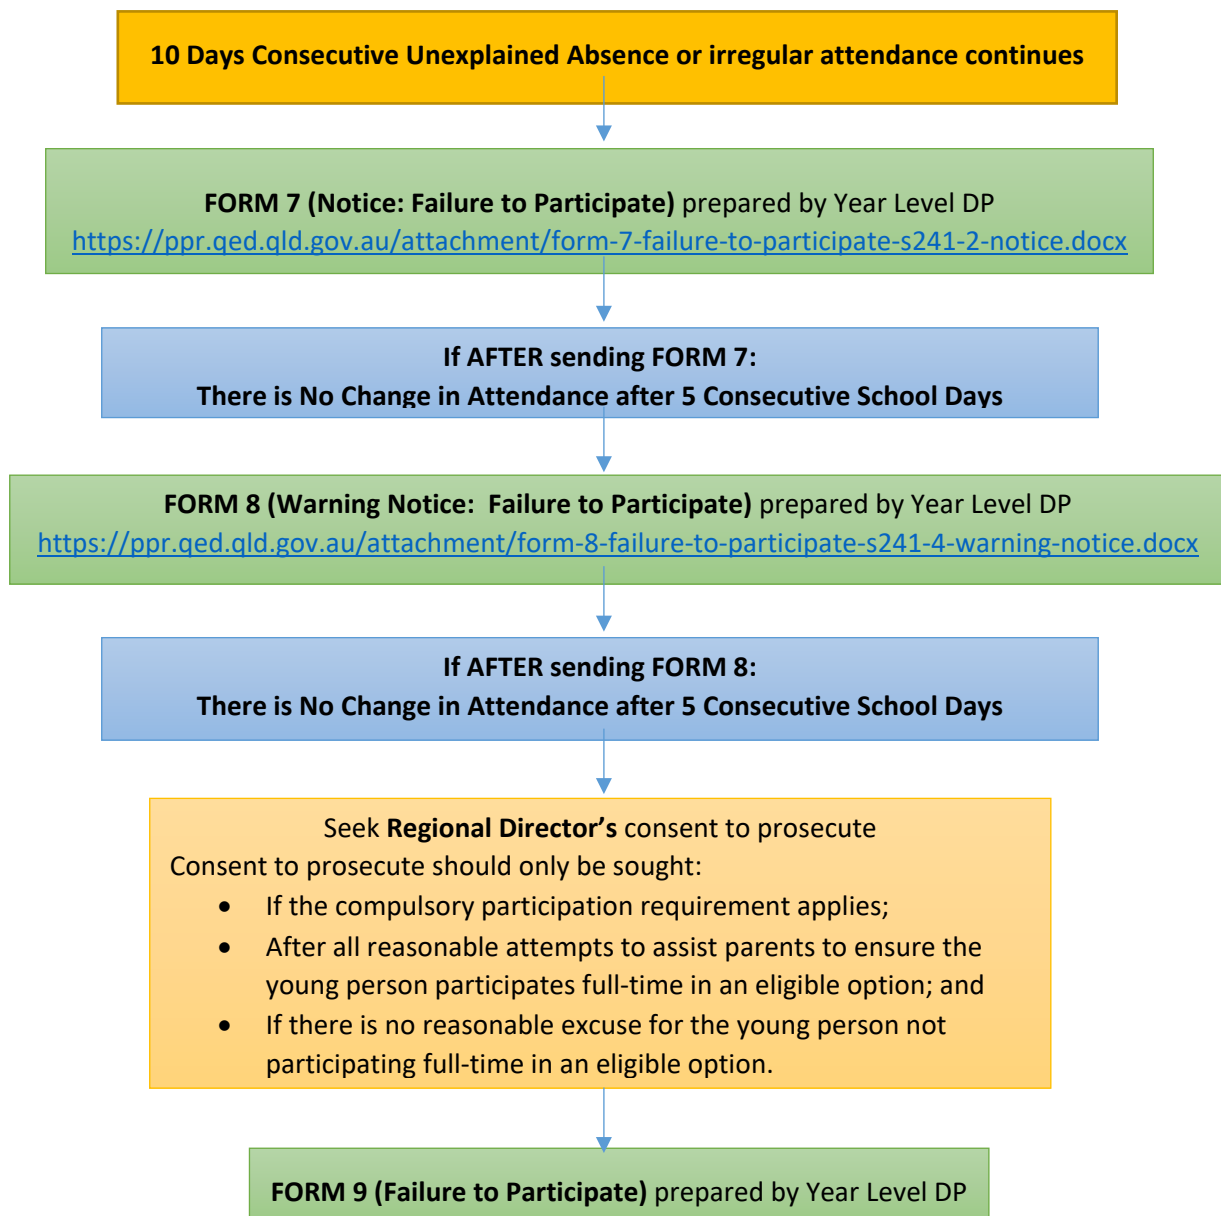 10 Days Consecutive Unexplained Absence or irregular attendance continues
FORM 7 (Notice: Failure to Participate) prepared by Year Level DP
https://ppr.qed.qld.gov.au/attachment/form-7-failure-to-participate-s241-2-notice.docx
If AFTER sending FORM 7:
There is No Change in Attendance after 5 Consecutive School Days
FORM 8 (Warning Notice:  Failure to Participate) prepared by Year Level DP
https://ppr.qed.qld.gov.au/attachment/form-8-failure-to-participate-s241-4-warning-notice.docx
If AFTER sending FORM 8:
There is No Change in Attendance after 5 Consecutive School Days
Seek Regional Director’s consent to prosecute
Consent to prosecute should only be sought:
• If the compulsory participation requirement applies;
• After all reasonable attempts to assist parents to ensure the
young person participates full-time in an eligible option; and
• If there is no reasonable excuse for the young person not
participating full-time in an eligible option.
FORM 9 (Failure to Participate) prepared by Year Level DP